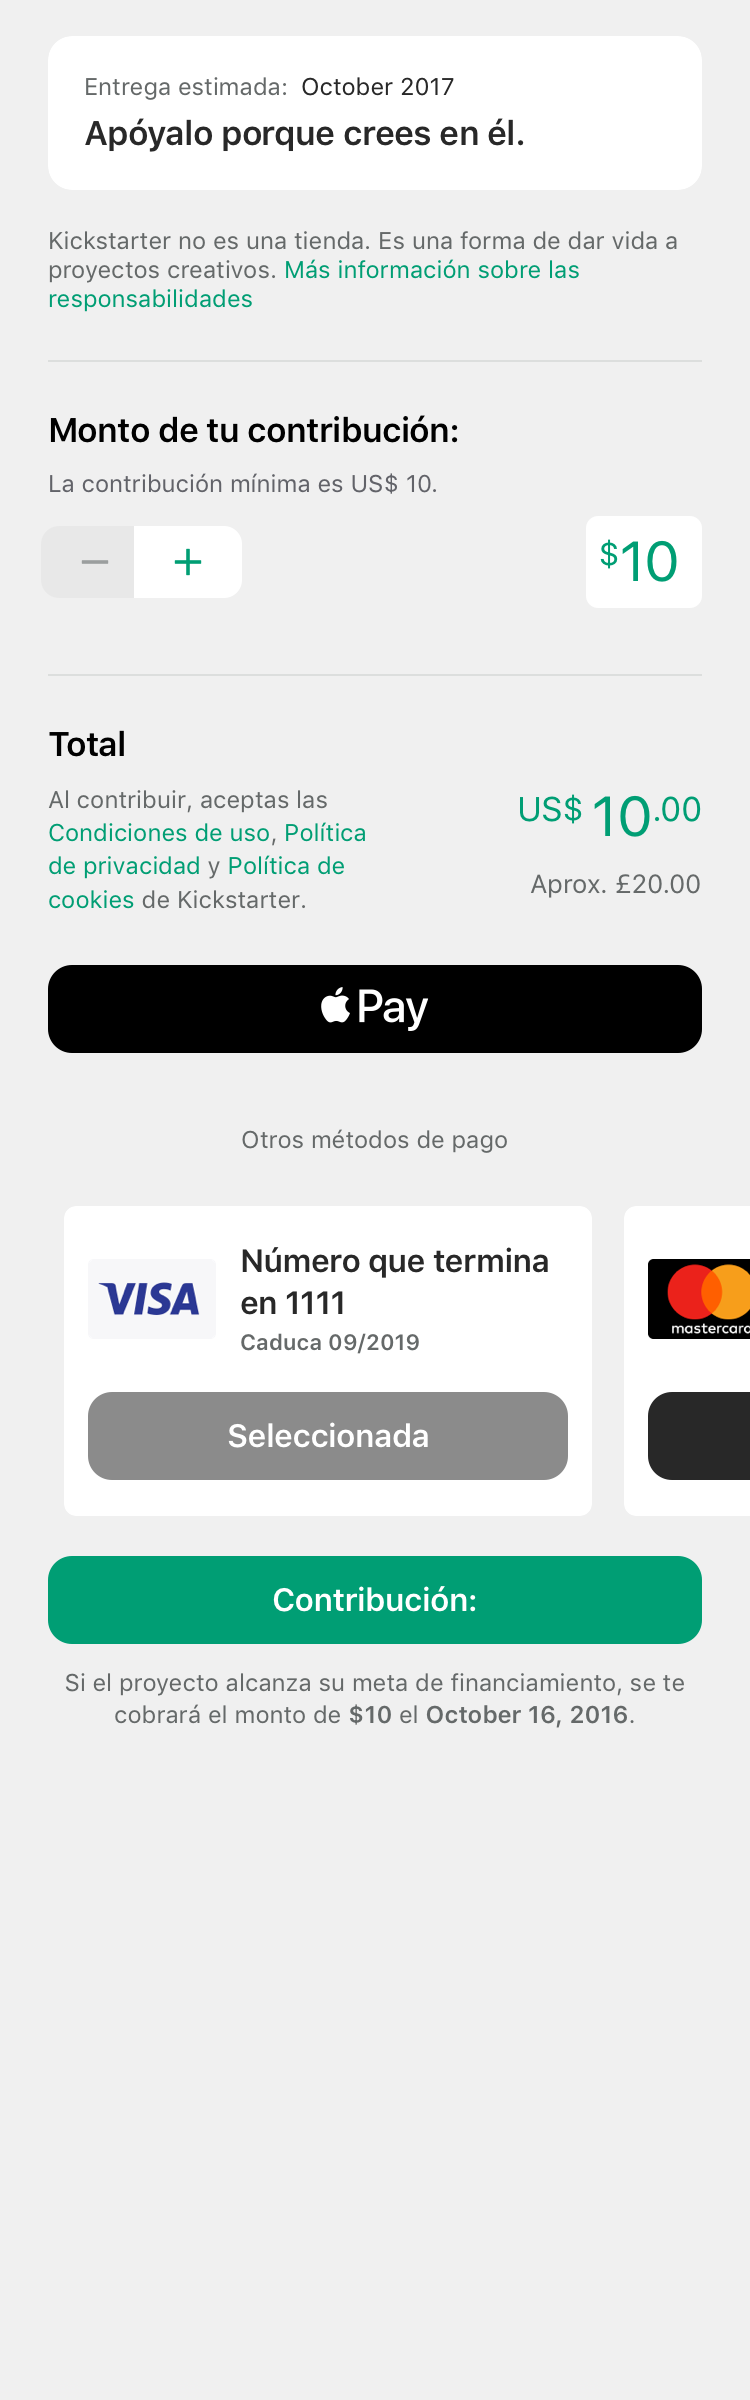 Entrega estimada: October 2017
Apóyalo porque crees en él.
Kickstarter no es una tienda. Es una forma de dar vida a
proyectos creativos. Más información sobre las
responsabilidades
Monto de tu contribución:
La contribución mínima es US$ 10.
− +
$10
Total
Al contribuir, aceptas las
Condiciones de uso, Política
de privacidad y Política de
cookies de Kickstarter.
US$ 10.00
Aprox. £20.00
Pay
Otros métodos de pago
VISA
Número que termina
en 1111
Caduca 09/2019
Seleccionada
mastercard
Contribución:
Si el proyecto alcanza su meta de financiamiento, se te
cobrará el monto de $10 el October 16, 2016.